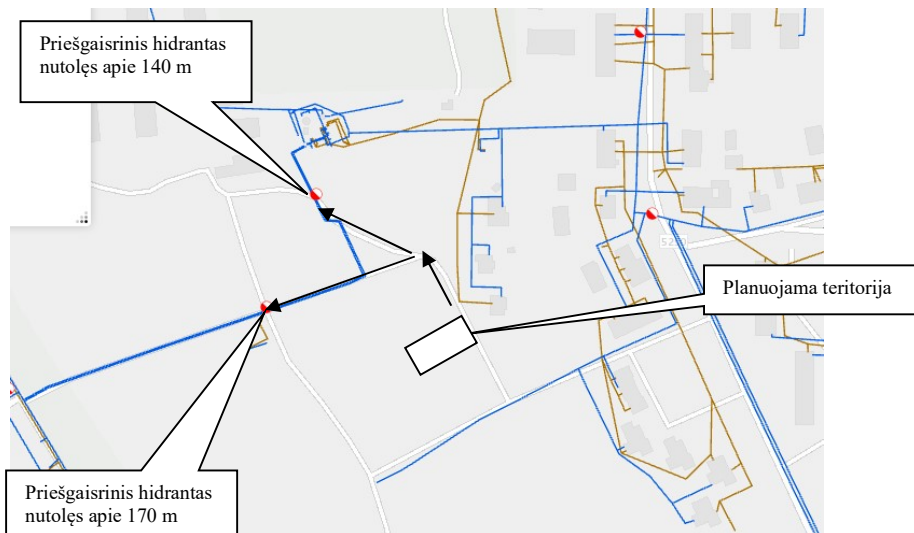 Priešgaisrinis hidrantas
nutolęs apie 140 m
Planuojama teritorija
Priešgaisrinis hidrantas
nutolęs apie 170 m